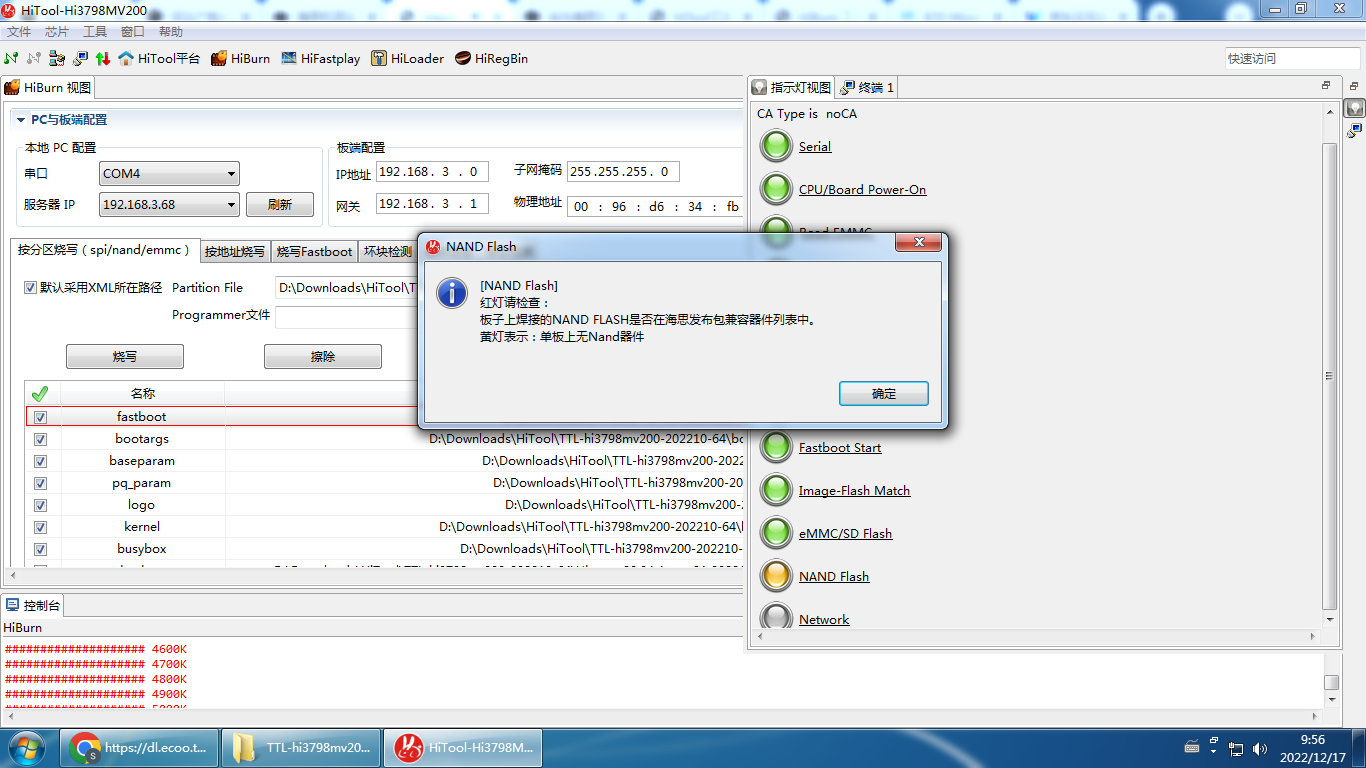 HiTool-Hi3798MV200
文件 芯片 工具 窗口 帮助
HiTool平台 HiBurn HiFastplay HiLoader HiRegBin 快速访问
HiBurn 视图
PC与板端配置
本地 PC 配置
串口 COM4
服务器 IP 192.168.3.68 刷新
板端配置
IP地址 192.168. 3 . 0 子网掩码 255.255.255. 0
网关 192.168. 3 . 1 物理地址 00 : 96 : d6 : 34 : fb
按分区烧写（spi/nand/emmc） 按地址烧写 烧写Fastboot 坏块检测
默认采用XML所在路径 Partition File D:\Downloads\HiTool\T
Programmer文件
烧写 擦除
名称
fastboot
bootargs D:\Downloads\HiTool\TTL-hi3798mv200-202210-64\bo
baseparam D:\Downloads\HiTool\TTL-hi3798mv200-2022
pq_param D:\Downloads\HiTool\TTL-hi3798mv200-20
logo D:\Downloads\HiTool\TTL-hi3798mv200-2
kernel D:\Downloads\HiTool\TTL-hi3798mv200-202210-64\
busybox D:\Downloads\HiTool\TTL-hi3798mv200-202210-
控制台
HiBurn
##################### 4600K
##################### 4700K
##################### 4800K
##################### 4900K
##################### 5000K
指示灯视图 终端 1
CA Type is noCA
Serial
CPU/Board Power-On
Read EMMC
Fastboot Start
Image-Flash Match
eMMC/SD Flash
NAND Flash
Network
NAND Flash
[NAND Flash]
红灯请检查：
板子上焊接的NAND FLASH是否在海思发布包兼容器件列表中。
黄灯表示：单板上无Nand器件
确定
https://dl.ecoo.t... TTL-hi3798mv20... HiTool-Hi3798M...
9:56
2022/12/17